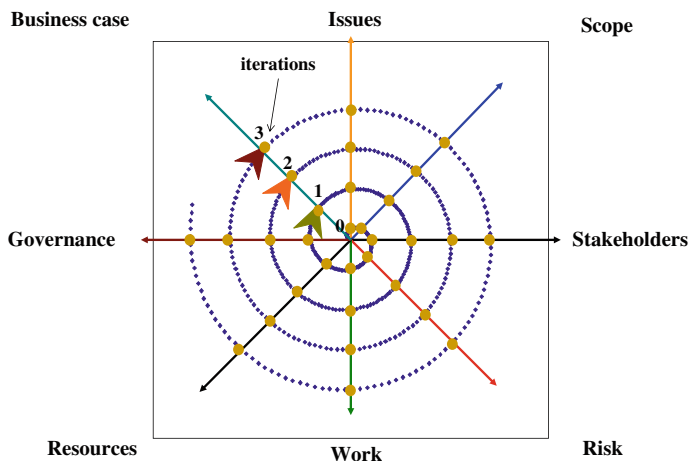 Business case
Issues
Scope
iterations
3
2
1
0
Governance
Stakeholders
Resources
Work
Risk